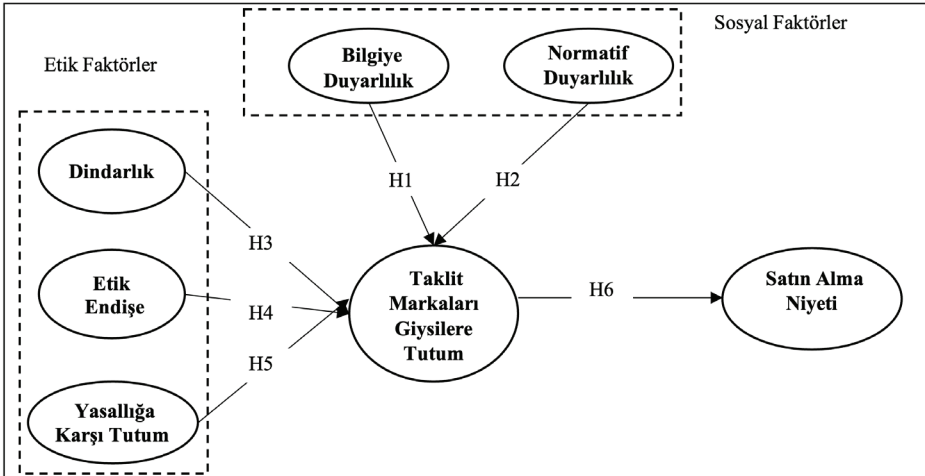 Sosyal Faktörler
Etik Faktörler
Bilgiye
Duyarlılık
Normatif
Duyarlılık
Dindarlık
H1
H2
H3
Etik
Endişe
H4
Taklit
Markaları
Giysilere
Tutum
H6
Satın Alma
Niyeti
H5
Yasallığa
Karşı Tutum